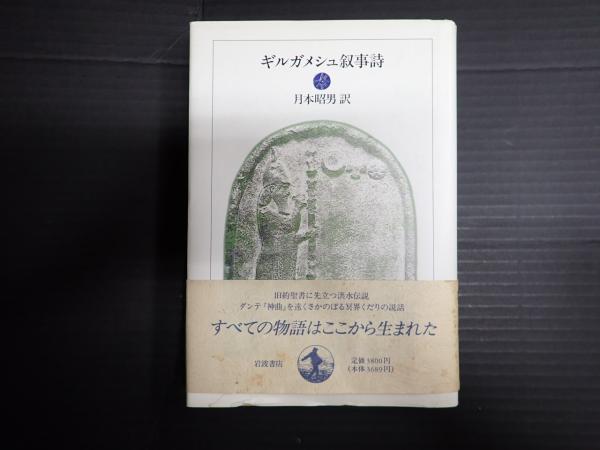 ギルガメシュ叙事詩
月本昭男 訳
旧約聖書に先立つ洪水伝説
ダンテ『神曲』を遠くさかのぼる冥界くだりの説話
すべての物語はここから生まれた
岩波書店
定価 3800円
(本体 3689円)